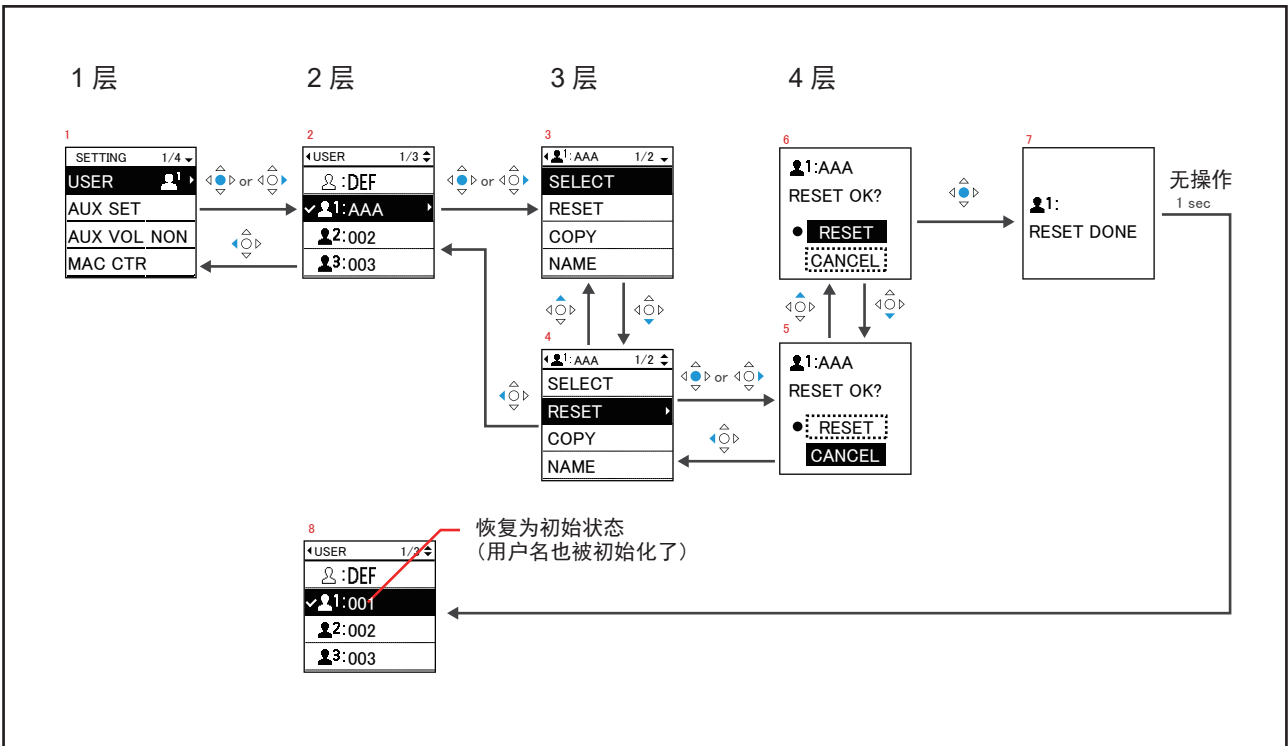 1 层
2 层
3 层
4 层
1
SETTING 1/4
USER 1
AUX SET
AUX VOL NON
MAC CTR
or
2
USER 1/3
:DEF
1:AAA
2:002
3:003
or
3
1:AAA 1/2
SELECT
RESET
COPY
NAME
4
1:AAA 1/2
SELECT
RESET
COPY
NAME
or
6
1:AAA
RESET OK?
RESET
CANCEL
5
1:AAA
RESET OK?
RESET
CANCEL
7
1:
RESET DONE
无操作
1 sec
8
USER 1/3
:DEF
1:001
2:002
3:003
恢复为初始状态
（用户名也被初始化了）